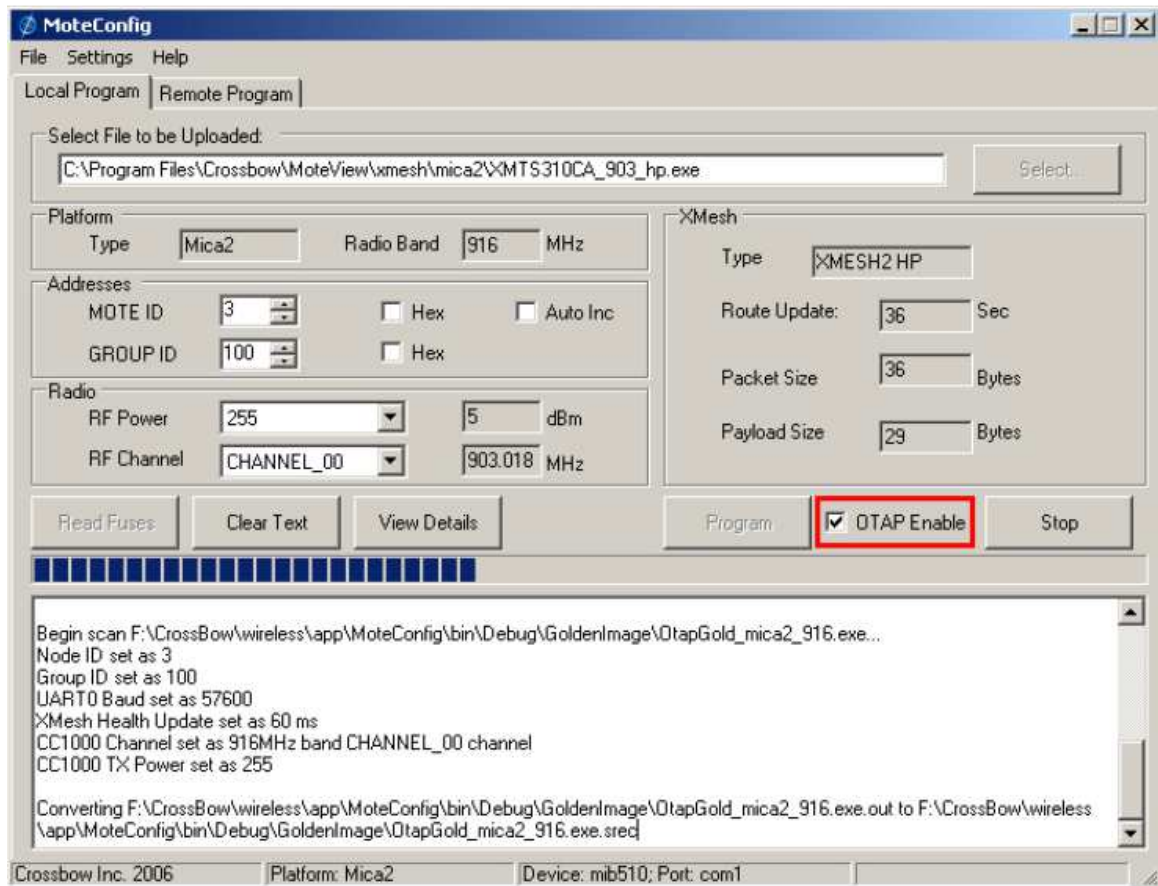 MoteConfig
File Settings Help
Local Program Remote Program
Select File to be Uploaded:
C:\Program Files\Crossbow\MoteView\xmesh\mica2\XMTS310CA_903_hp.exe Select...
Platform
Type Mica2 Radio Band 916 MHz
Addresses
MOTE ID 3 Hex Auto Inc
GROUP ID 100 Hex
Radio
RF Power 255 5 dBm
RF Channel CHANNEL_00 903.018 MHz
XMesh
Type XMESH2 HP
Route Update: 36 Sec
Packet Size 36 Bytes
Payload Size 29 Bytes
Read Fuses Clear Text View Details Program OTAP Enable Stop
Begin scan F:\CrossBow\wireless\app\MoteConfig\bin\Debug\GoldenImage\OtapGold_mica2_916.exe...
Node ID set as 3
Group ID set as 100
UART0 Baud set as 57600
XMesh Health Update set as 60 ms
CC1000 Channel set as 916MHz band CHANNEL_00 channel
CC1000 TX Power set as 255
Converting F:\CrossBow\wireless\app\MoteConfig\bin\Debug\GoldenImage\OtapGold_mica2_916.exe.out to F:\CrossBow\wireless
\app\MoteConfig\bin\Debug\GoldenImage\OtapGold_mica2_916.exe.srec
Crossbow Inc. 2006 Platform: Mica2 Device: mib510; Port: com1